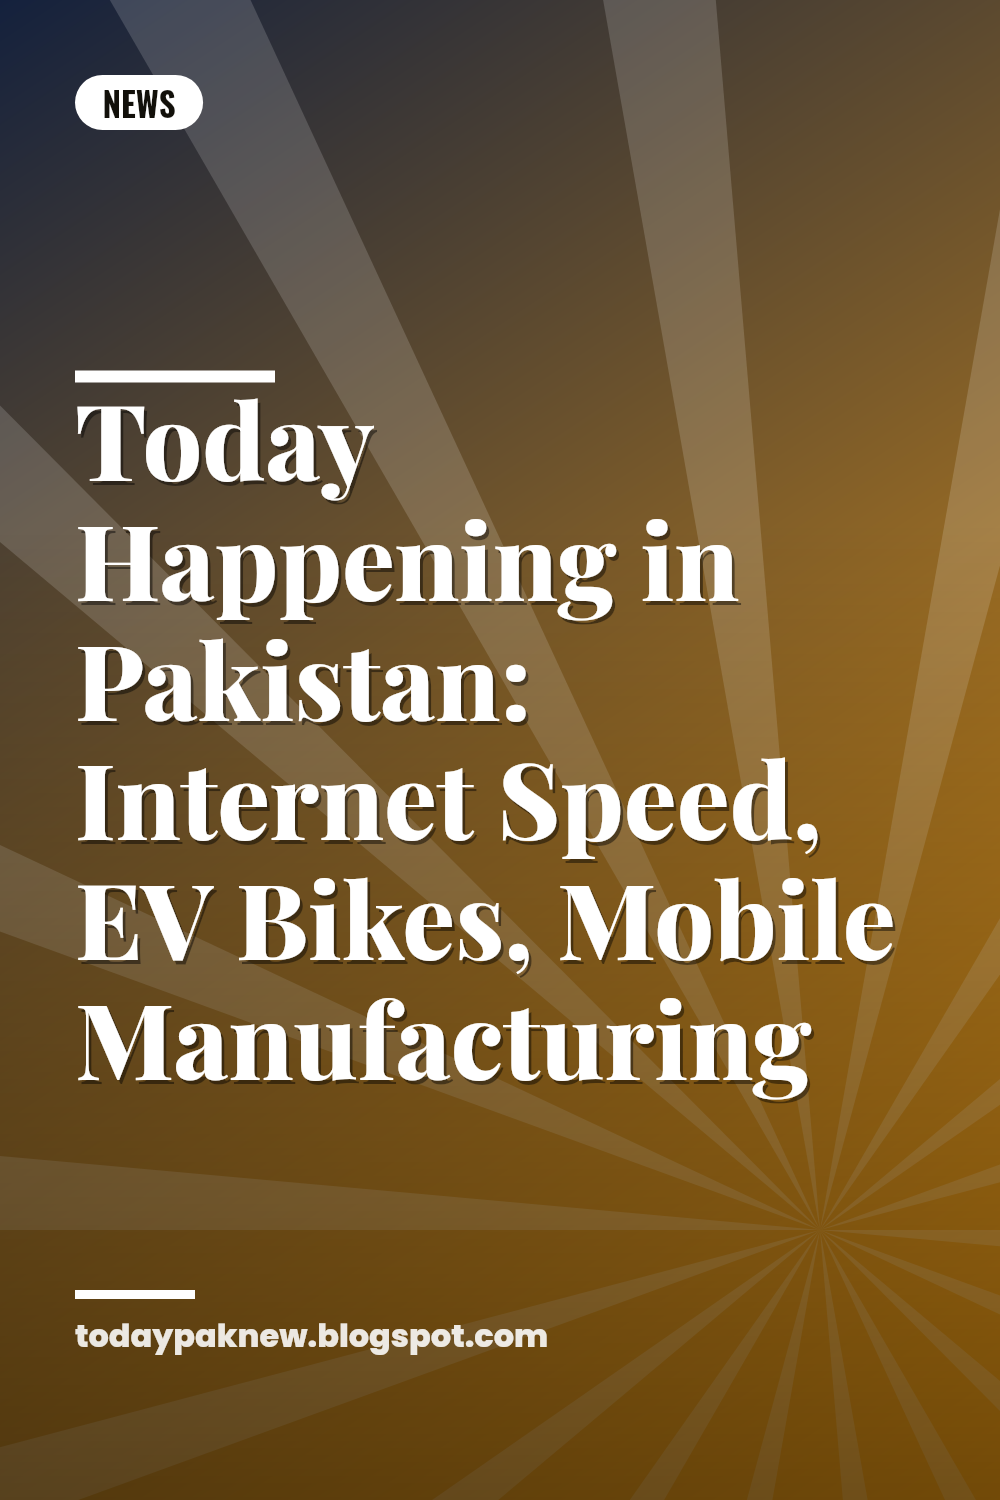 NEWS
Today
Happening in
Pakistan:
Internet Speed,
EV Bikes, Mobile
Manufacturing
todaypaknew.blogspot.com